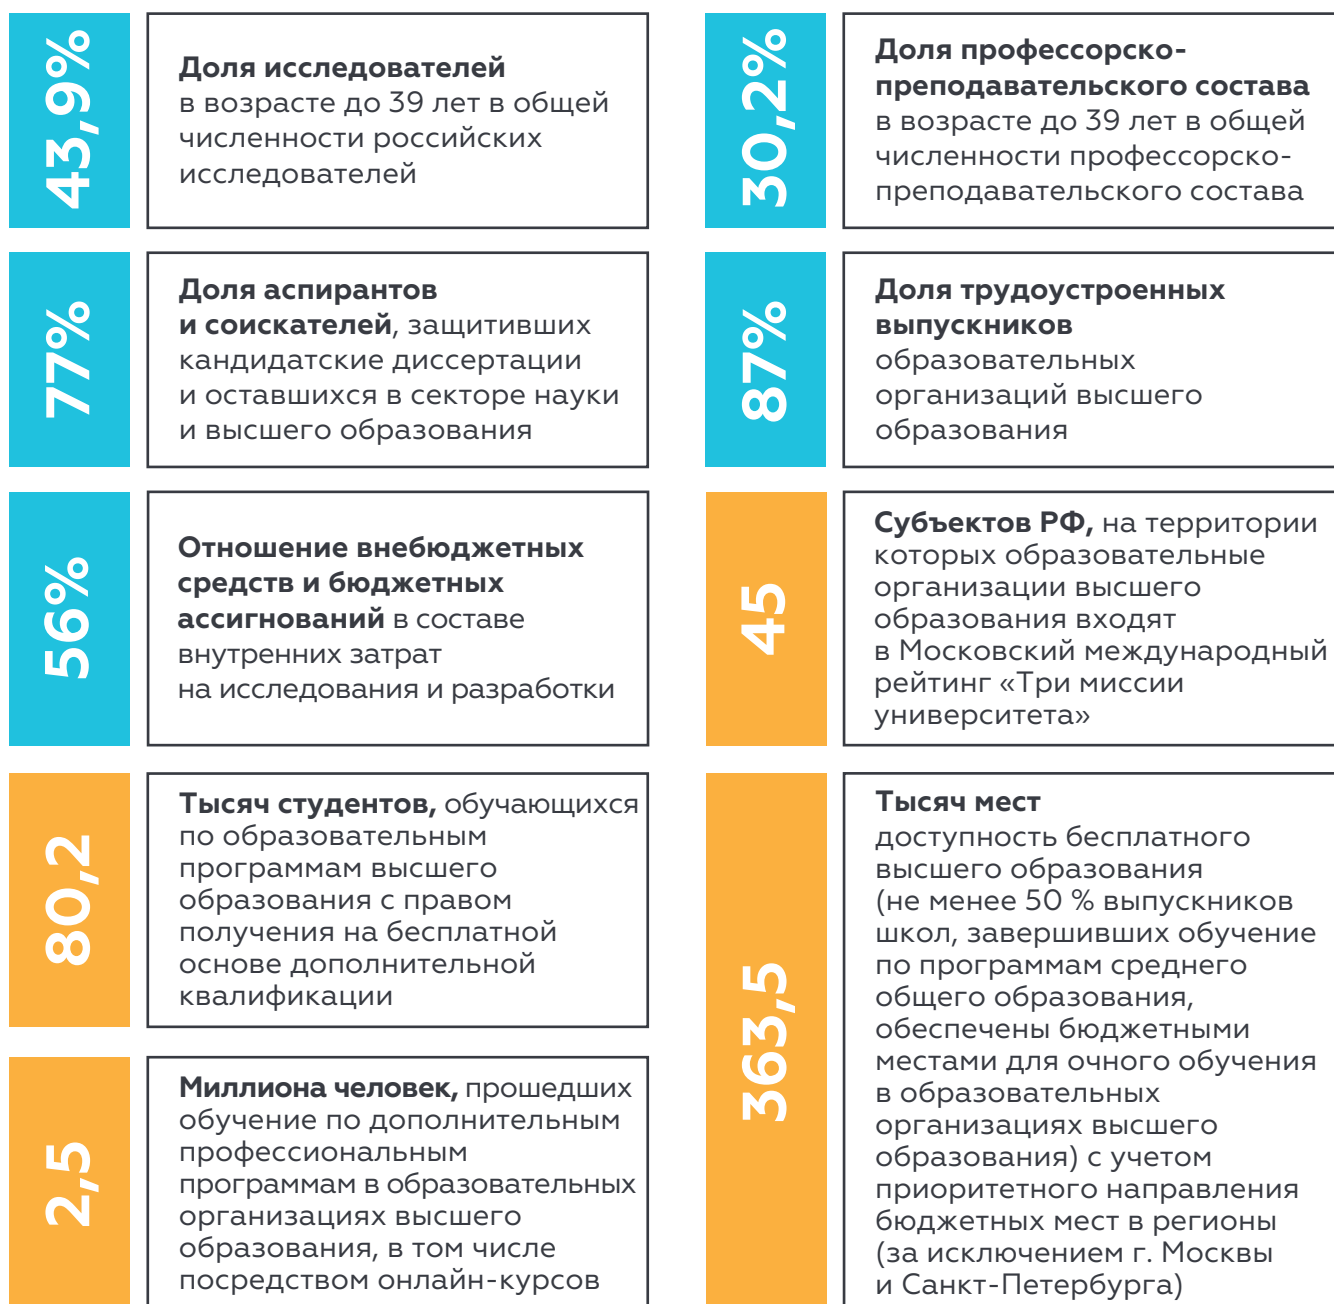 43,9%
Доля исследователей
в возрасте до 39 лет в общей
численности российских
исследователей
30,2%
Доля профессорско-
преподавательского состава
в возрасте до 39 лет в общей
численности профессорско-
преподавательского состава
77%
Доля аспирантов
и соискателей, защитивших
кандидатские диссертации
и оставшихся в секторе науки
и высшего образования
87%
Доля трудоустроенных
выпускников
образовательных
организаций высшего
образования
56%
Отношение внебюджетных
средств и бюджетных
ассигнований в составе
внутренних затрат
на исследования и разработки
45
Субъектов РФ, на территории
которых образовательные
организации высшего
образования входят
в Московский международный
рейтинг «Три миссии
университета»
80,2
Тысяч студентов, обучающихся
по образовательным
программам высшего
образования с правом
получения на бесплатной
основе дополнительной
квалификации
363,5
Тысяч мест
доступность бесплатного
высшего образования
(не менее 50 % выпускников
школ, завершивших обучение
по программам среднего
общего образования,
обеспечены бюджетными
местами для очного обучения
в образовательных
организациях высшего
образования) с учетом
приоритетного направления
бюджетных мест в регионы
(за исключением г. Москвы
и Санкт-Петербурга)
2,5
Миллиона человек, прошедших
обучение по дополнительным
профессиональным
программам в образовательных
организациях высшего
образования, в том числе
посредством онлайн-курсов